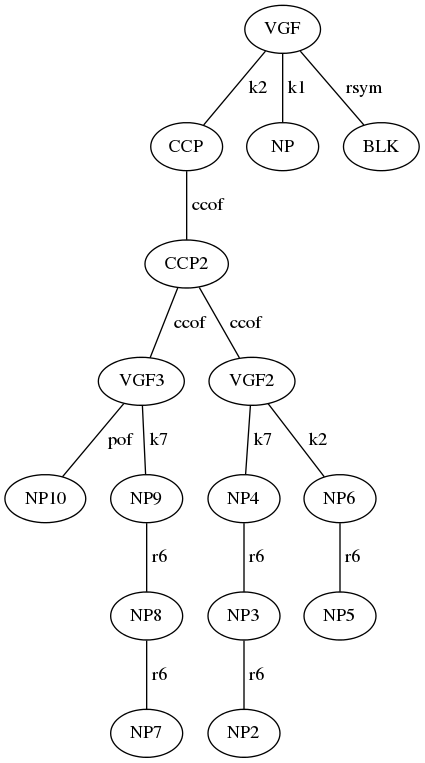 VGF
k2 k1 rsym
CCP NP BLK
ccof
CCP2
ccof ccof
VGF3 VGF2
pof k7 k7 k2
NP10 NP9 NP4 NP6
r6 r6 r6
NP8 NP3 NP5
r6 r6
NP7 NP2